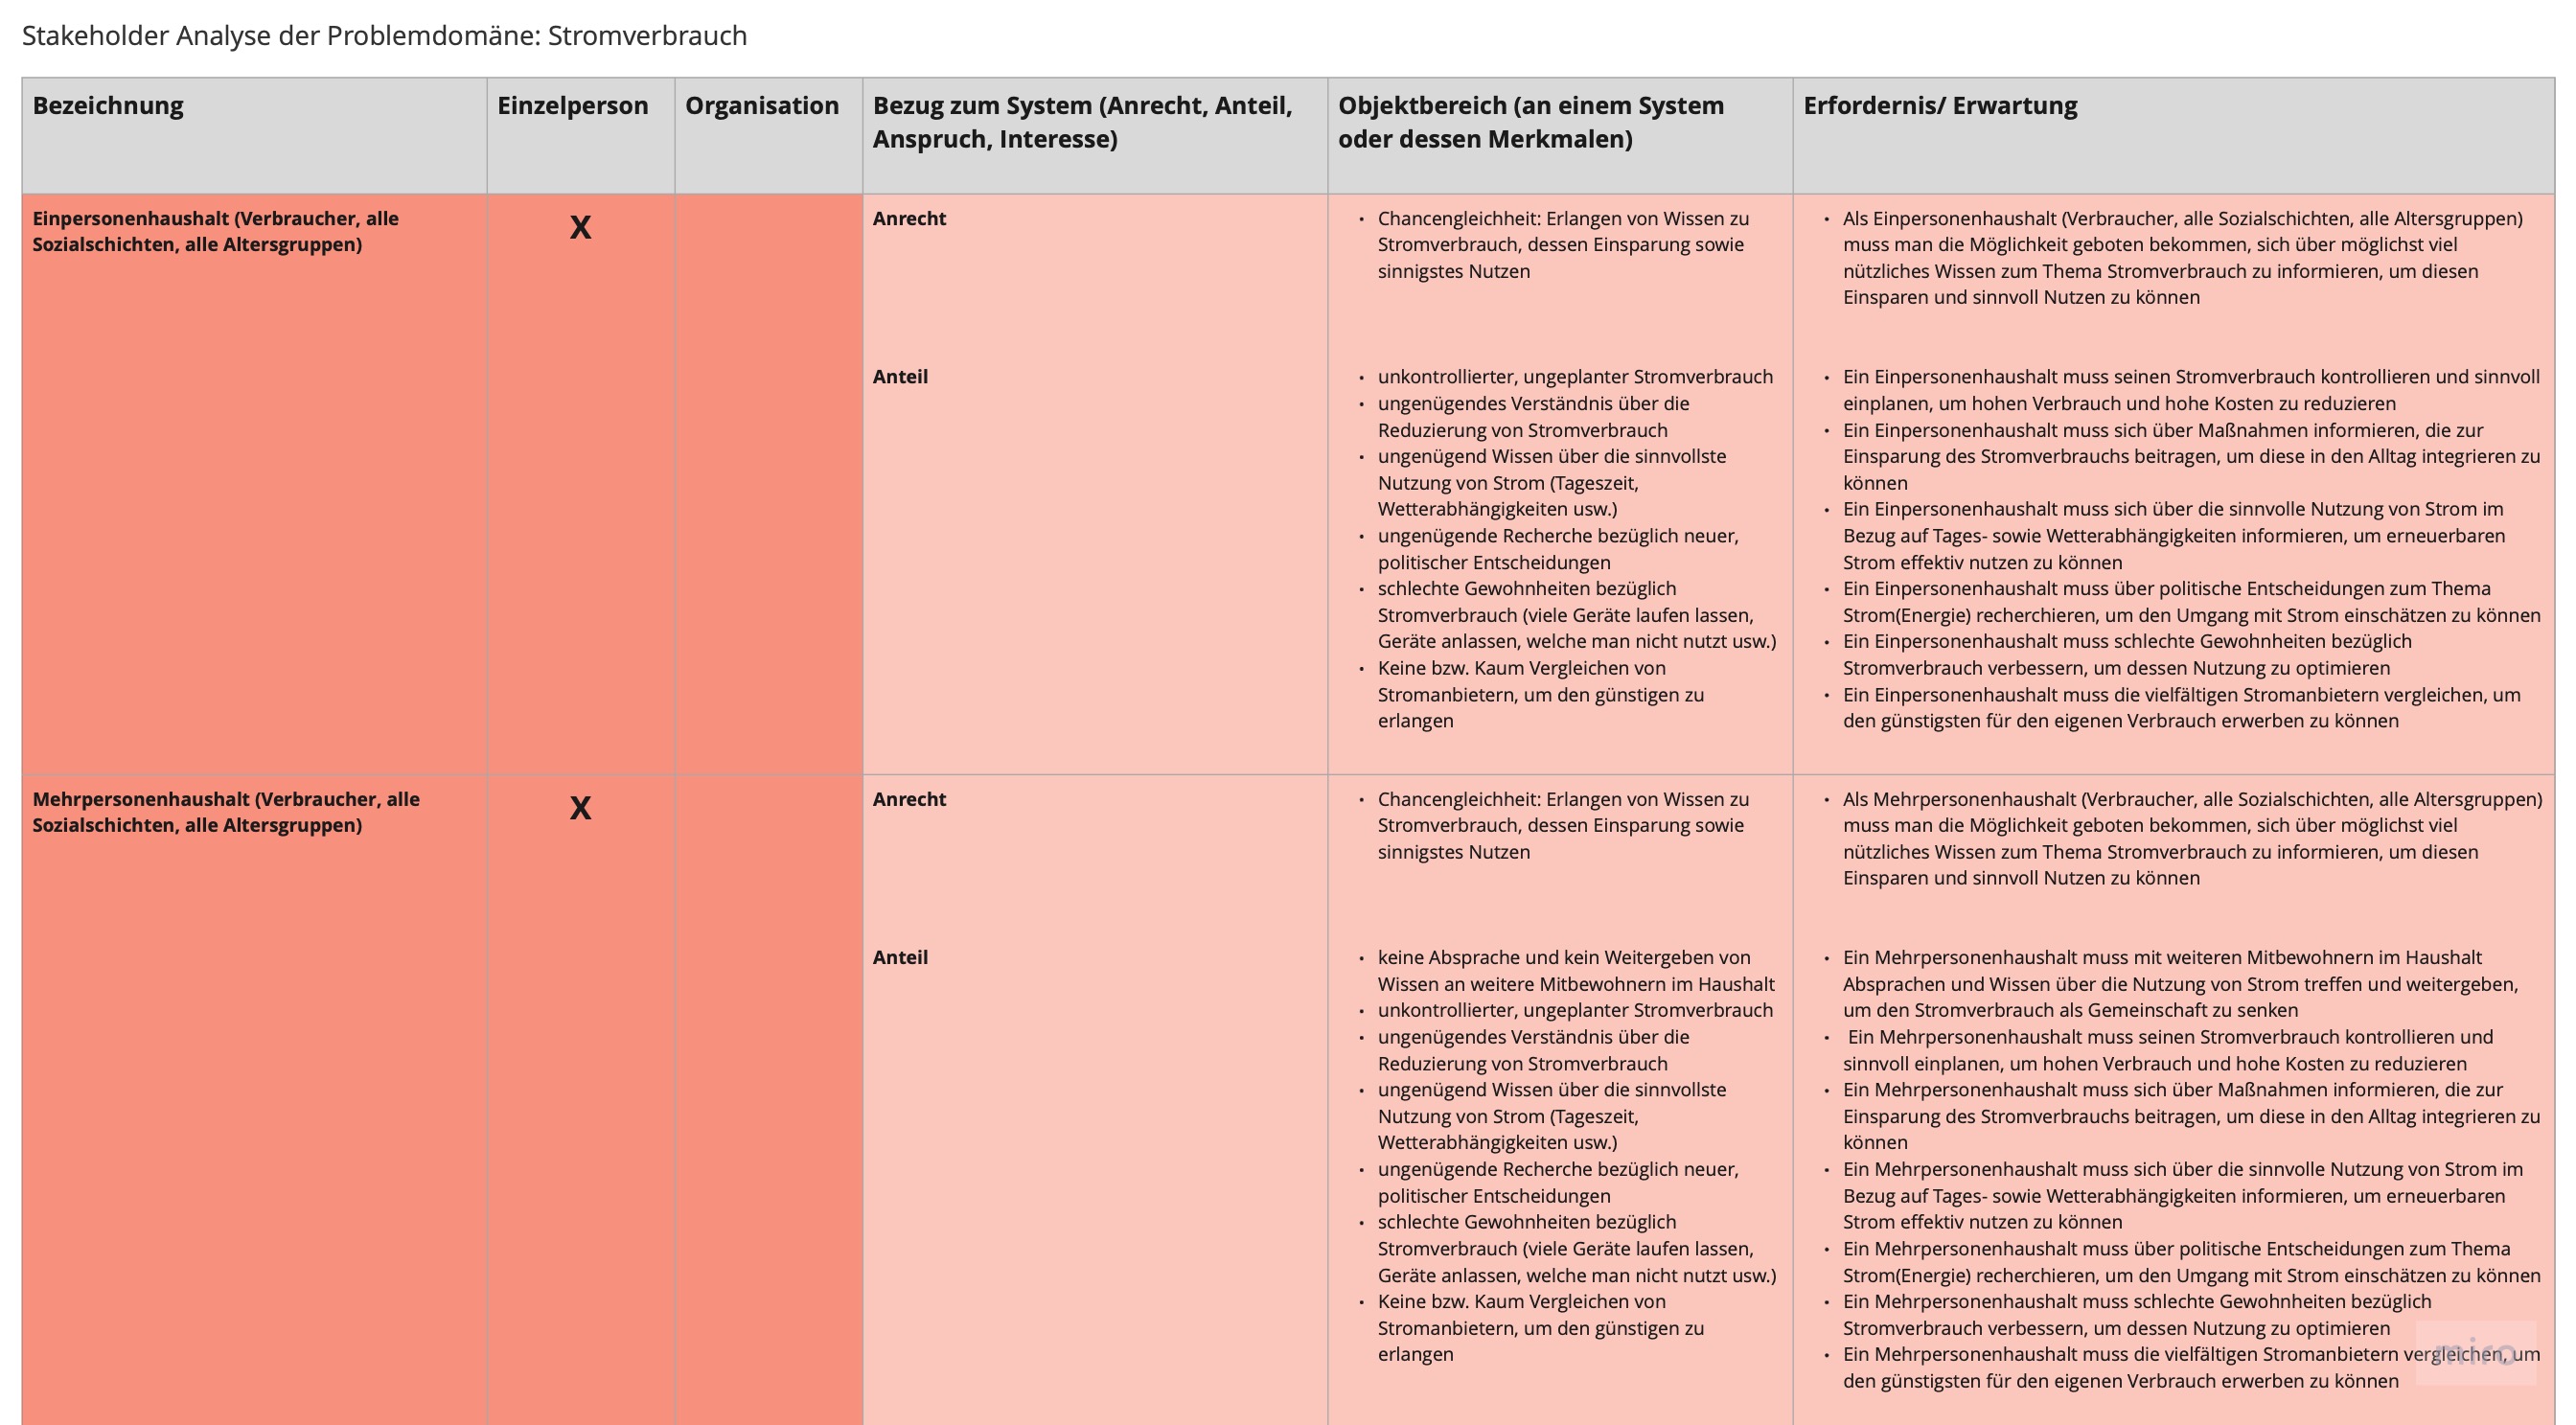 Stakeholder Analyse der Problemdomäne: Stromverbrauch
Bezeichnung
Einzelperson
Organisation
Bezug zum System (Anrecht, Anteil,
Anspruch, Interesse)
Objektbereich (an einem System
oder dessen Merkmalen)
Erfordernis/ Erwartung
Einpersonenhaushalt (Verbraucher, alle
Sozialschichten, alle Altersgruppen)
X
Anrecht
• Chancengleichheit: Erlangen von Wissen zu
Stromverbrauch, dessen Einsparung sowie
sinnigstes Nutzen
• Als Einpersonenhaushalt (Verbraucher, alle Sozialschichten, alle Altersgruppen)
muss man die Möglichkeit geboten bekommen, sich über möglichst viel
nützliches Wissen zum Thema Stromverbrauch zu informieren, um diesen
Einsparen und sinnvoll Nutzen zu können
Anteil
• unkontrollierter, ungeplanter Stromverbrauch
• ungenügendes Verständnis über die
Reduzierung von Stromverbrauch
• ungenügend Wissen über die sinnvollste
Nutzung von Strom (Tageszeit,
Wetterabhängigkeiten usw.)
• ungenügende Recherche bezüglich neuer,
politischer Entscheidungen
• schlechte Gewohnheiten bezüglich
Stromverbrauch (viele Geräte laufen lassen,
Geräte anlassen, welche man nicht nutzt usw.)
• Keine bzw. Kaum Vergleichen von
Stromanbietern, um den günstigen zu
erlangen
• Ein Einpersonenhaushalt muss seinen Stromverbrauch kontrollieren und sinnvoll
einplanen, um hohen Verbrauch und hohe Kosten zu reduzieren
• Ein Einpersonenhaushalt muss sich über Maßnahmen informieren, die zur
Einsparung des Stromverbrauchs beitragen, um diese in den Alltag integrieren zu
können
• Ein Einpersonenhaushalt muss sich über die sinnvolle Nutzung von Strom im
Bezug auf Tages- sowie Wetterabhängigkeiten informieren, um erneuerbaren
Strom effektiv nutzen zu können
• Ein Einpersonenhaushalt muss über politische Entscheidungen zum Thema
Strom(Energie) recherchieren, um den Umgang mit Strom einschätzen zu können
• Ein Einpersonenhaushalt muss schlechte Gewohnheiten bezüglich
Stromverbrauch verbessern, um dessen Nutzung zu optimieren
• Ein Einpersonenhaushalt muss die vielfältigen Stromanbietern vergleichen, um
den günstigsten für den eigenen Verbrauch erwerben zu können
Mehrpersonenhaushalt (Verbraucher, alle
Sozialschichten, alle Altersgruppen)
X
Anrecht
• Chancengleichheit: Erlangen von Wissen zu
Stromverbrauch, dessen Einsparung sowie
sinnigstes Nutzen
• Als Mehrpersonenhaushalt (Verbraucher, alle Sozialschichten, alle Altersgruppen)
muss man die Möglichkeit geboten bekommen, sich über möglichst viel
nützliches Wissen zum Thema Stromverbrauch zu informieren, um diesen
Einsparen und sinnvoll Nutzen zu können
Anteil
• keine Absprache und kein Weitergeben von
Wissen an weitere Mitbewohnern im Haushalt
• unkontrollierter, ungeplanter Stromverbrauch
• ungenügendes Verständnis über die
Reduzierung von Stromverbrauch
• ungenügend Wissen über die sinnvollste
Nutzung von Strom (Tageszeit,
Wetterabhängigkeiten usw.)
• ungenügende Recherche bezüglich neuer,
politischer Entscheidungen
• schlechte Gewohnheiten bezüglich
Stromverbrauch (viele Geräte laufen lassen,
Geräte anlassen, welche man nicht nutzt usw.)
• Keine bzw. Kaum Vergleichen von
Stromanbietern, um den günstigen zu
erlangen
• Ein Mehrpersonenhaushalt muss mit weiteren Mitbewohnern im Haushalt
Absprachen und Wissen über die Nutzung von Strom treffen und weitergeben,
um den Stromverbrauch als Gemeinschaft zu senken
• Ein Mehrpersonenhaushalt muss seinen Stromverbrauch kontrollieren und
sinnvoll einplanen, um hohen Verbrauch und hohe Kosten zu reduzieren
• Ein Mehrpersonenhaushalt muss sich über Maßnahmen informieren, die zur
Einsparung des Stromverbrauchs beitragen, um diese in den Alltag integrieren zu
können
• Ein Mehrpersonenhaushalt muss sich über die sinnvolle Nutzung von Strom im
Bezug auf Tages- sowie Wetterabhängigkeiten informieren, um erneuerbaren
Strom effektiv nutzen zu können
• Ein Mehrpersonenhaushalt muss über politische Entscheidungen zum Thema
Strom(Energie) recherchieren, um den Umgang mit Strom einschätzen zu können
• Ein Mehrpersonenhaushalt muss schlechte Gewohnheiten bezüglich
Stromverbrauch verbessern, um dessen Nutzung zu optimieren
• Ein Mehrpersonenhaushalt muss die vielfältigen Stromanbietern vergleichen, um
den günstigsten für den eigenen Verbrauch erwerben zu können
miro